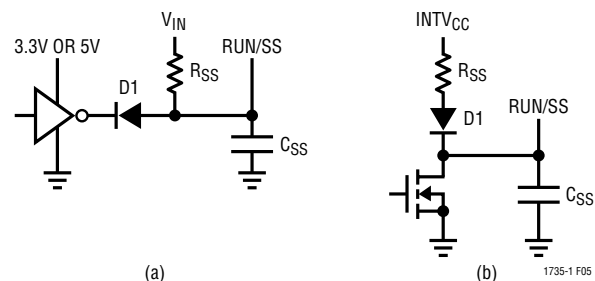 V_IN
3.3V OR 5V
RUN/SS
D1
R_SS
C_SS
(a)
INTV_CC
R_SS
D1
RUN/SS
C_SS
(b)
1735-1 F05